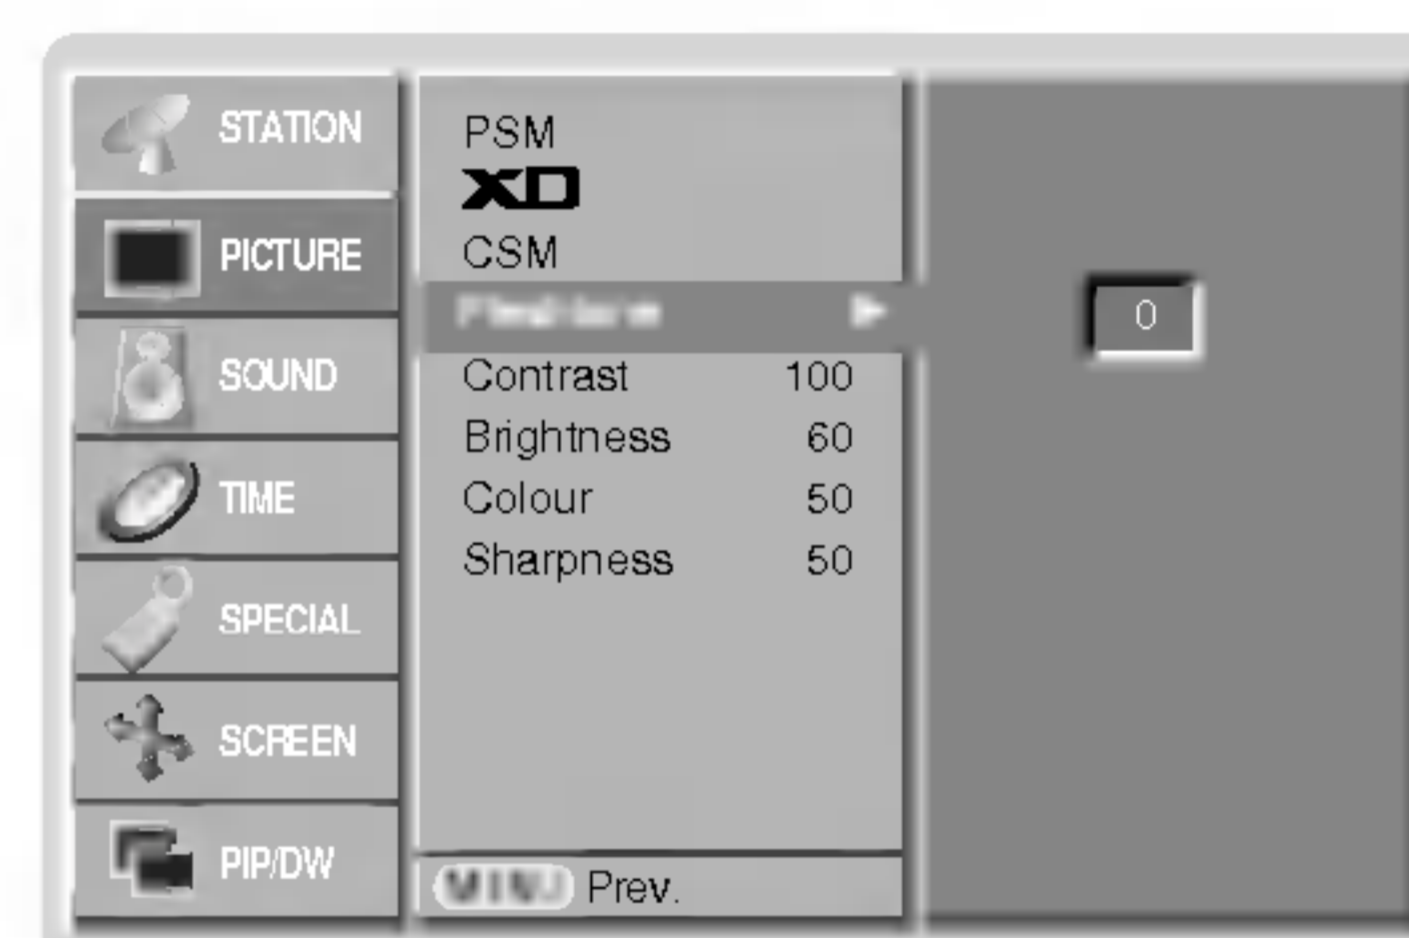 STATION
PICTURE
SOUND
TIME
SPECIAL
SCREEN
PIP/DW
PSM
XD
CSM
0
Contrast 100
Brightness 60
Colour 50
Sharpness 50
Prev.